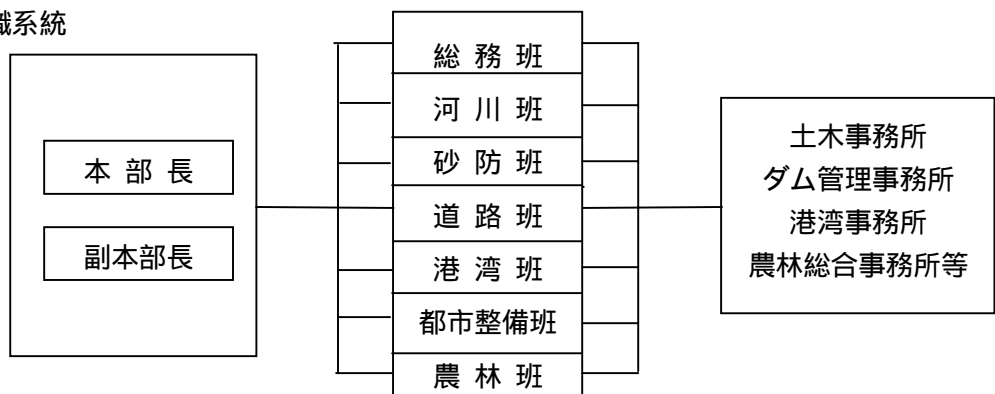 織系統
本部長
副本部長
総務班
河川班
砂防班
道路班
港湾班
都市整備班
農林班
土木事務所
ダム管理事務所
港湾事務所
農林総合事務所等